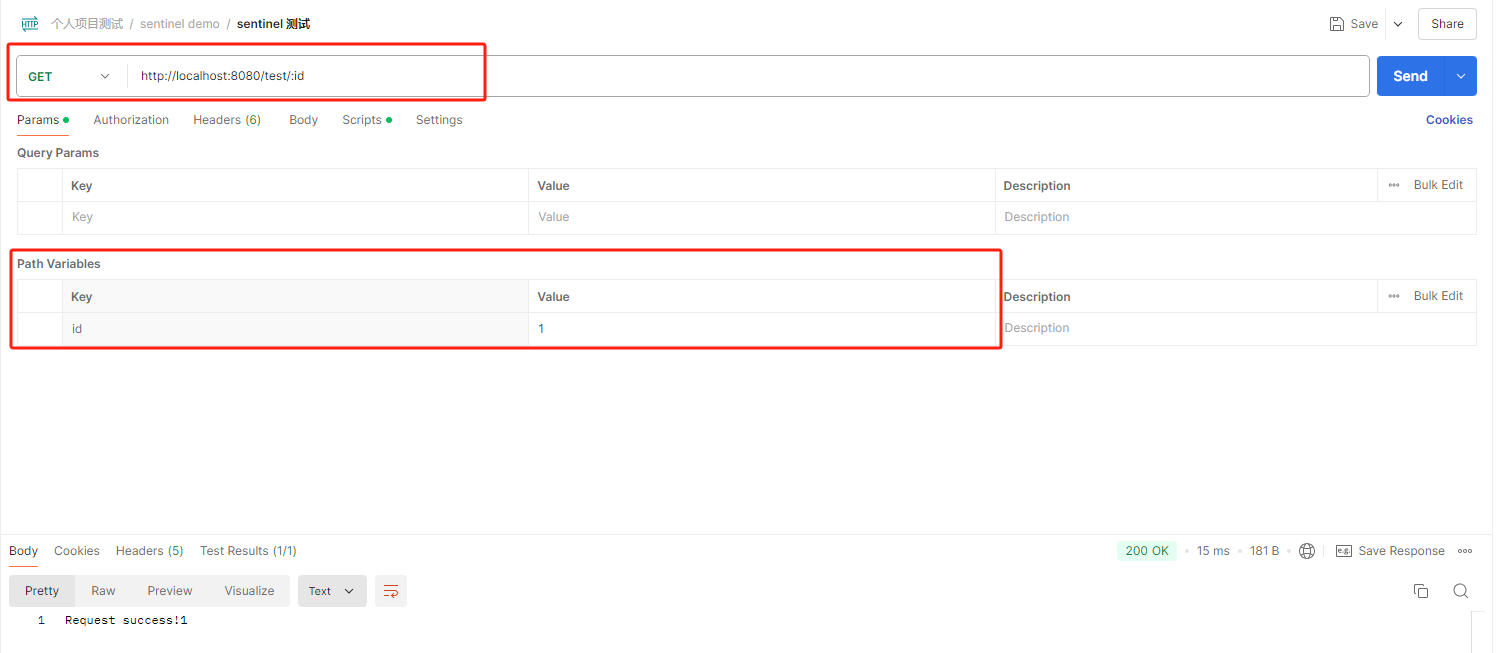 HTTP 个人项目测试 / sentinel demo / sentinel 测试 Save Share
GET http://localhost:8080/test/:id Send
Params Authorization Headers (6) Body Scripts Settings Cookies
Query Params
Key Value Description Bulk Edit
Key Value Description
Path Variables
Key Value Description Bulk Edit
id 1 Description
Body Cookies Headers (5) Test Results (1/1) 200 OK 15 ms 181 B e.g. Save Response
Pretty Raw Preview Visualize Text
1 Request success!1